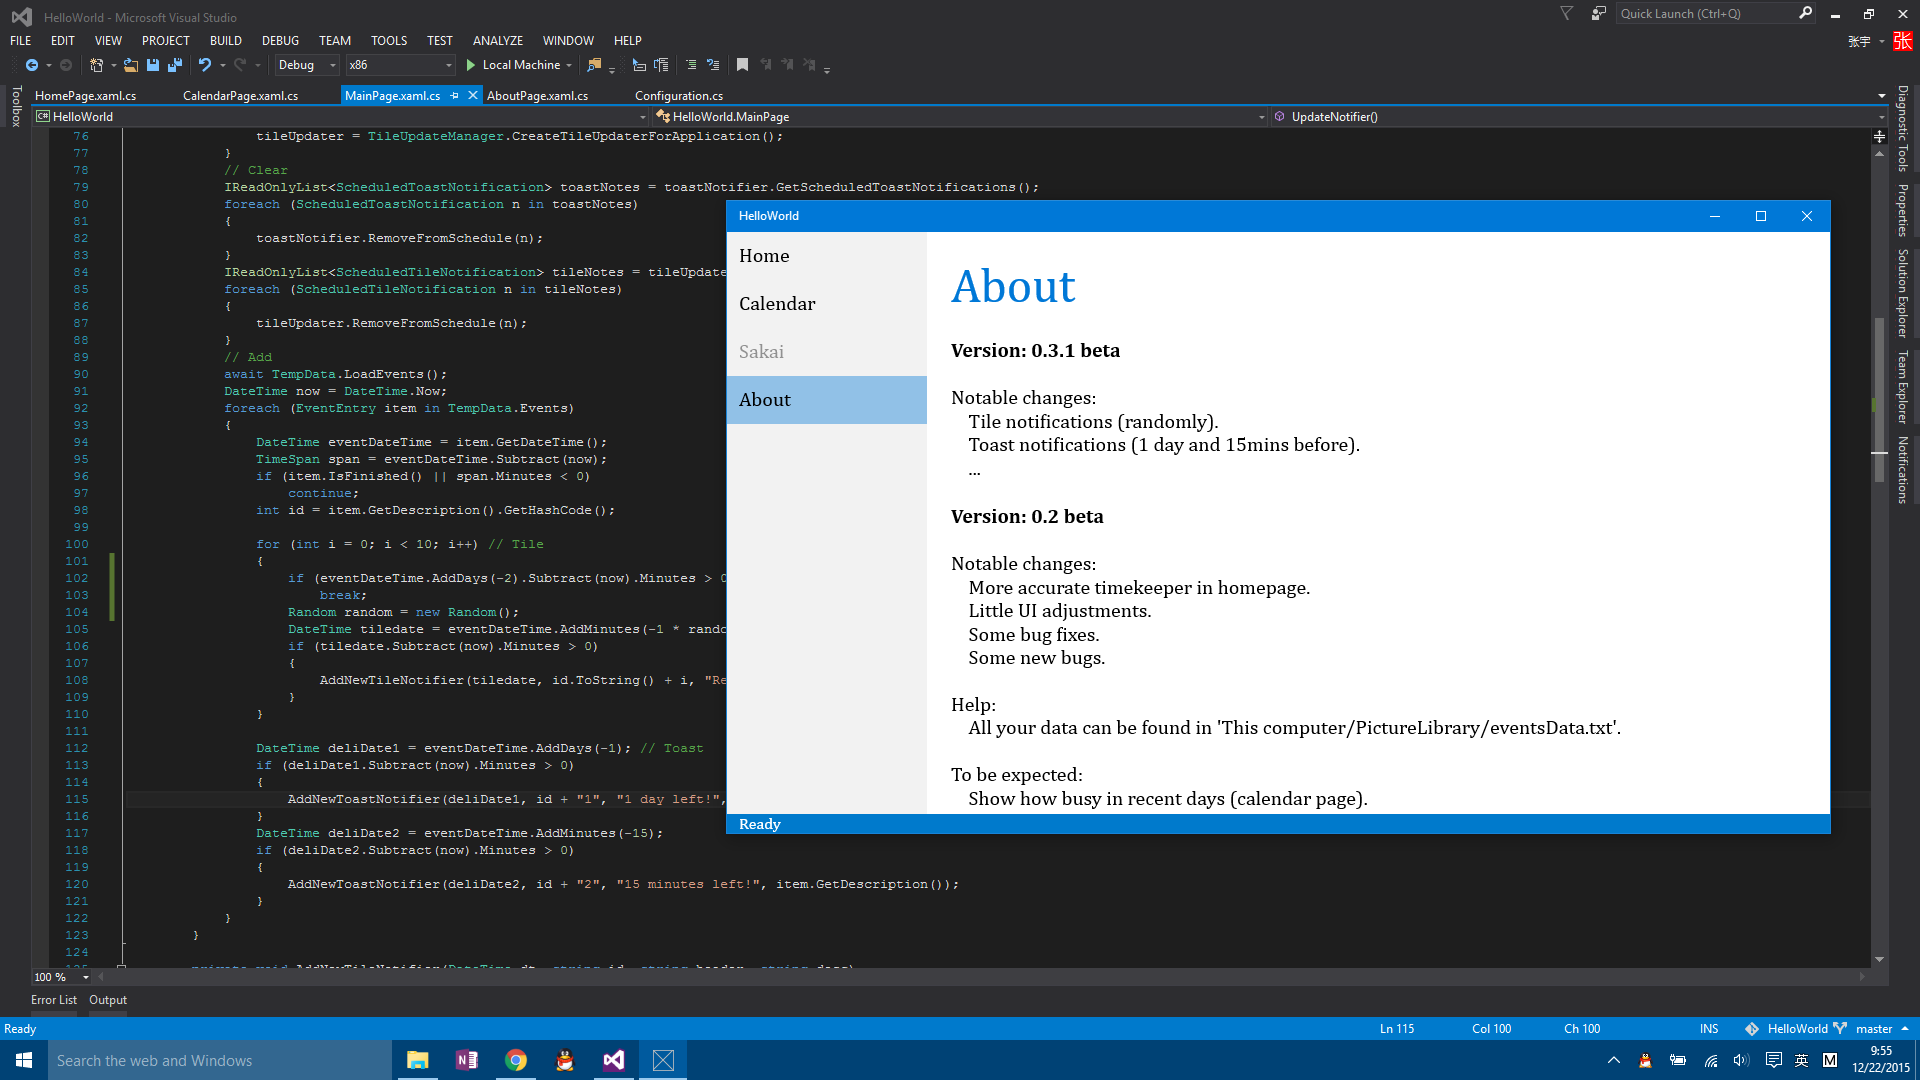 HelloWorld - Microsoft Visual Studio
Quick Launch (Ctrl+Q)
FILE EDIT VIEW PROJECT BUILD DEBUG TEAM TOOLS TEST ANALYZE WINDOW HELP
张宇 张
Debug x86 Local Machine
Toolbox
HomePage.xaml.cs CalendarPage.xaml.cs MainPage.xaml.cs AboutPage.xaml.cs Configuration.cs
C# HelloWorld HelloWorld.MainPage UpdateNotifier()
76 tileUpdater = TileUpdateManager.CreateTileUpdaterForApplication();
77 }
78 // Clear
79 IReadOnlyList<ScheduledToastNotification> toastNotes = toastNotifier.GetScheduledToastNotifications();
80 foreach (ScheduledToastNotification n in toastNotes)
81 {
82 toastNotifier.RemoveFromSchedule(n);
83 }
84 IReadOnlyList<ScheduledTileNotification> tileNotes = tileUpdate
85 foreach (ScheduledTileNotification n in tileNotes)
86 {
87 tileUpdater.RemoveFromSchedule(n);
88 }
89 // Add
90 await TempData.LoadEvents();
91 DateTime now = DateTime.Now;
92 foreach (EventEntry item in TempData.Events)
93 {
94 DateTime eventDateTime = item.GetDateTime();
95 TimeSpan span = eventDateTime.Subtract(now);
96 if (item.IsFinished() || span.Minutes < 0)
97 continue;
98 int id = item.GetDescription().GetHashCode();
99
100 for (int i = 0; i < 10; i++) // Tile
101 {
102 if (eventDateTime.AddDays(-2).Subtract(now).Minutes > 0
103 break;
104 Random random = new Random();
105 DateTime tiledate = eventDateTime.AddMinutes(-1 * rando
106 if (tiledate.Subtract(now).Minutes > 0)
107 {
108 AddNewTileNotifier(tiledate, id.ToString() + i, "Re
109 }
110 }
111
112 DateTime deliDate1 = eventDateTime.AddDays(-1); // Toast
113 if (deliDate1.Subtract(now).Minutes > 0)
114 {
115 AddNewToastNotifier(deliDate1, id + "1", "1 day left!",
116 }
117 DateTime deliDate2 = eventDateTime.AddMinutes(-15);
118 if (deliDate2.Subtract(now).Minutes > 0)
119 {
120 AddNewToastNotifier(deliDate2, id + "2", "15 minutes left!", item.GetDescription());
121 }
122 }
123 }
124
HelloWorld
Home
Calendar
Sakai
About
About
Version: 0.3.1 beta
Notable changes:
Tile notifications (randomly).
Toast notifications (1 day and 15mins before).
...
Version: 0.2 beta
Notable changes:
More accurate timekeeper in homepage.
Little UI adjustments.
Some bug fixes.
Some new bugs.
Help:
All your data can be found in 'This computer/PictureLibrary/eventsData.txt'.
To be expected:
Show how busy in recent days (calendar page).
Ready
Diagnostic Tools
Properties
Solution Explorer
Team Explorer
Notifications
100 %
Error List Output
Ready Ln 115 Col 100 Ch 100 INS HelloWorld master
Search the web and Windows
N
英 M
9:55
12/22/2015